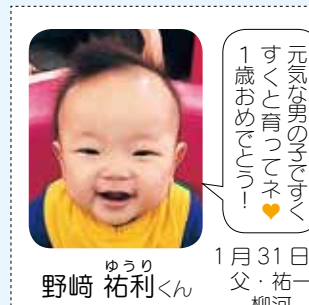 元気な男の子ですく
すくと育ってネ🧡
1歳おめでとう!
ゆうり
野﨑 祐利くん
1月31日
父・祐一
柳河